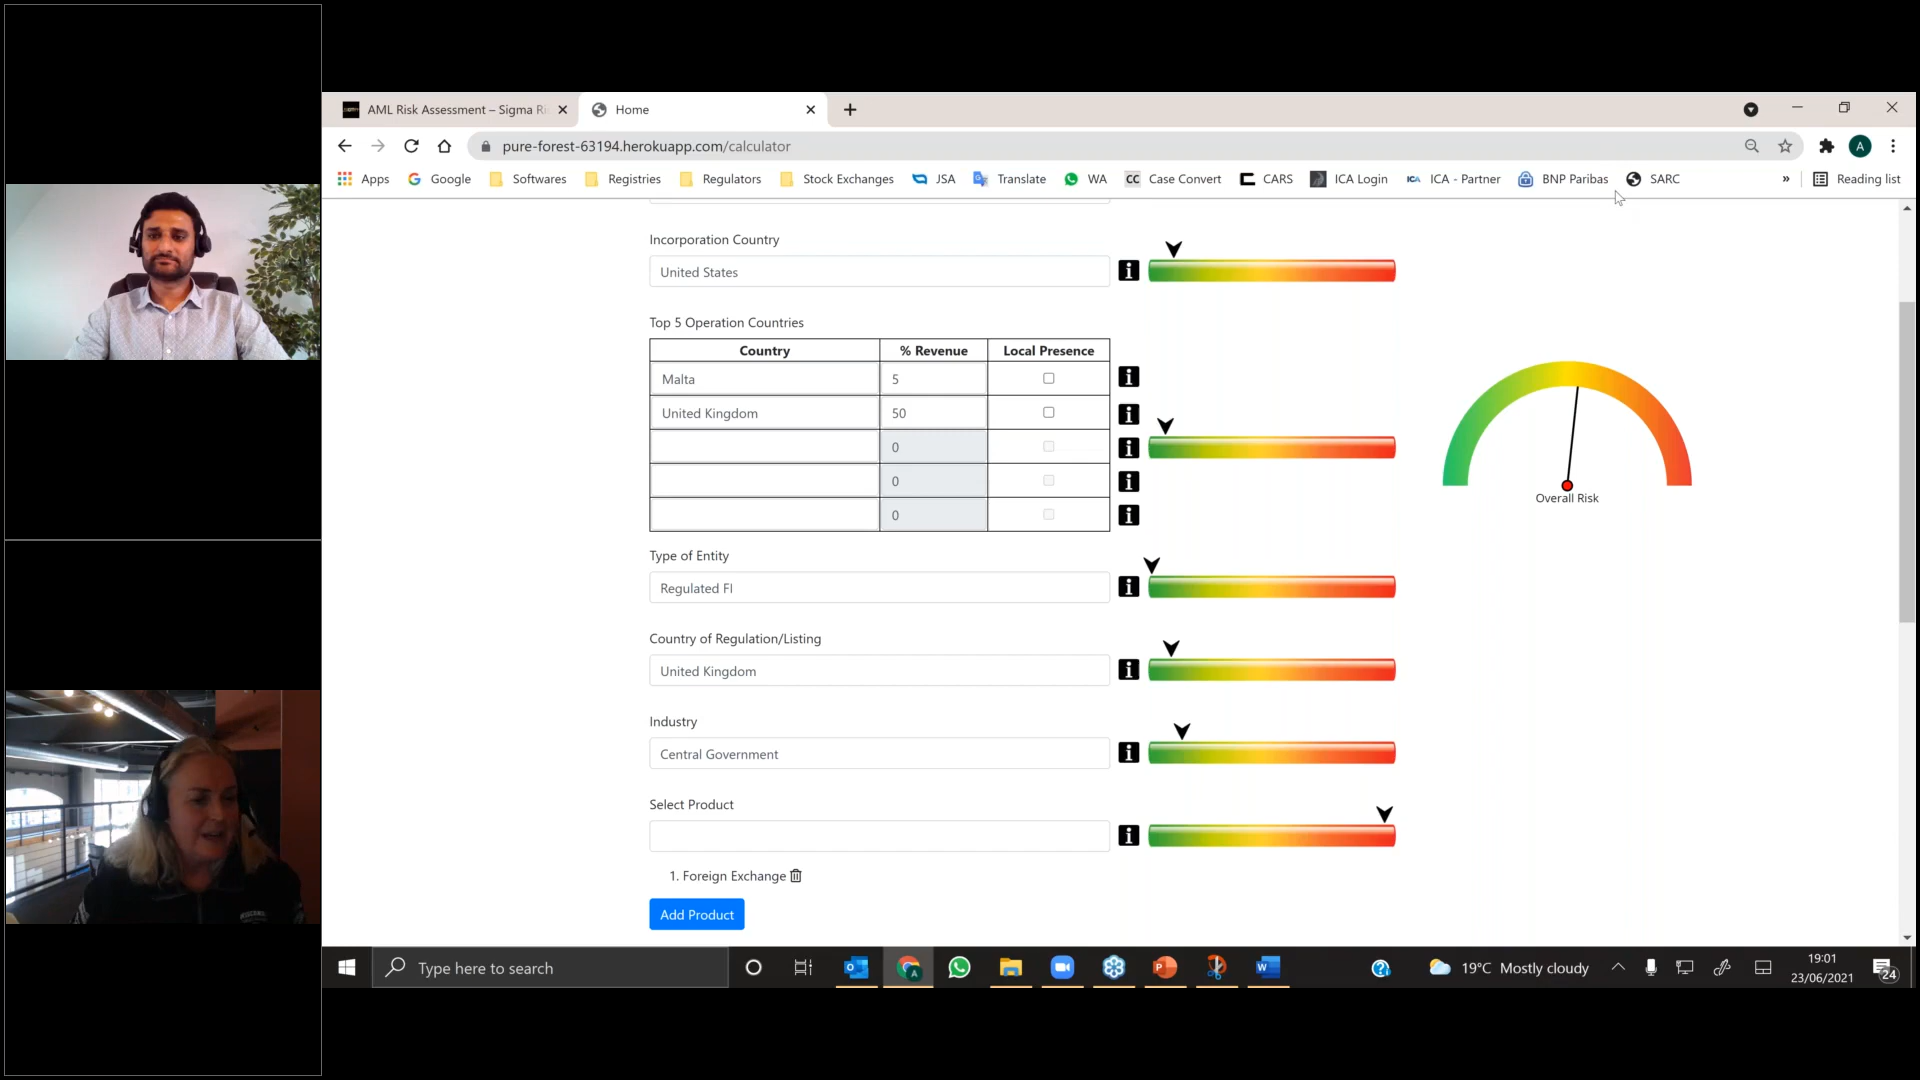 AML Risk Assessment – Sigma Ri
Home
pure-forest-63194.herokuapp.com/calculator
A
Apps
Google
Softwares
Registries
Regulators
Stock Exchanges
JSA
Translate
WA
CC Case Convert
CARS
ICA Login
ICA ICA - Partner
BNP Paribas
SARC
»
Reading list
Incorporation Country
United States
Top 5 Operation Countries
Country % Revenue Local Presence
Malta 5
United Kingdom 50
0
0
0
Overall Risk
Type of Entity
Regulated FI
Country of Regulation/Listing
United Kingdom
Industry
Central Government
Select Product
1. Foreign Exchange
Add Product
Type here to search
19°C Mostly cloudy
19:01
23/06/2021
24